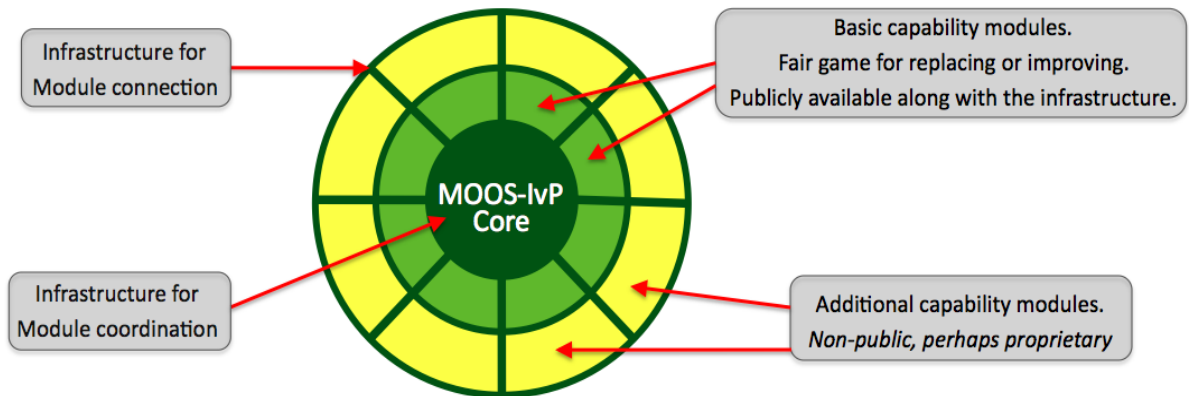 Infrastructure for
Module connection
Basic capability modules.
Fair game for replacing or improving.
Publicly available along with the infrastructure.
MOOS-IvP
Core
Infrastructure for
Module coordination
Additional capability modules.
Non-public, perhaps proprietary